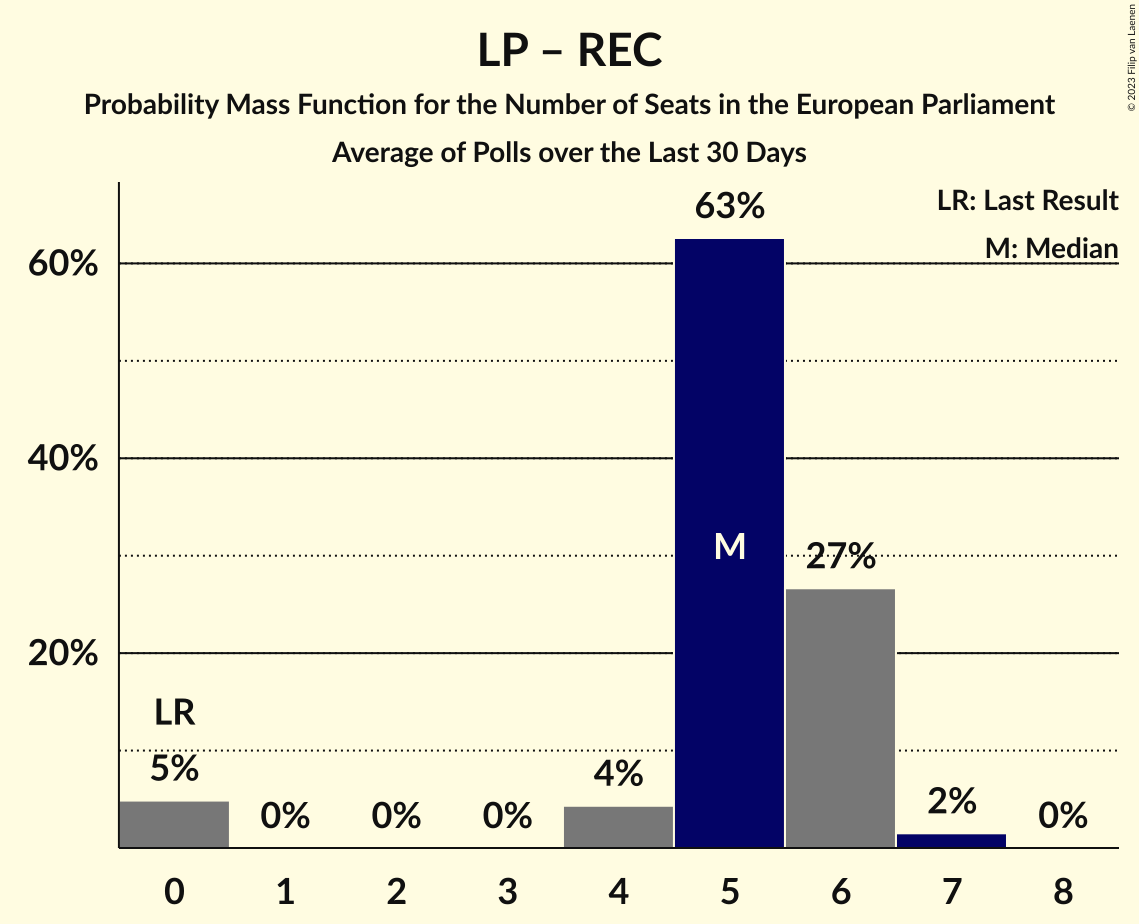 LP – REC
Probability Mass Function for the Number of Seats in the European Parliament
Average of Polls over the Last 30 Days
© 2023 Filip van Laenen
LR: Last Result
M: Median
60%
40%
20%
63%
M
27%
LR
5%
0%
0%
0%
4%
2%
0%
0 1 2 3 4 5 6 7 8